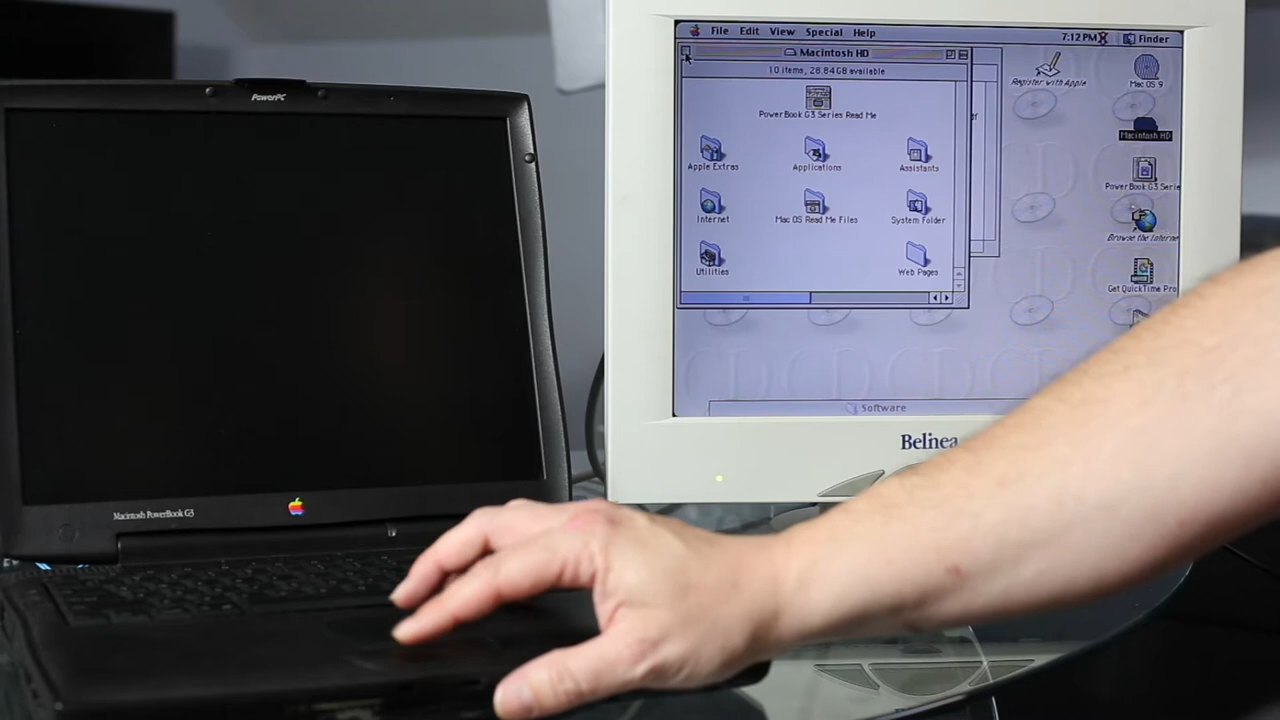 PowerPC
Macintosh PowerBook G3
File Edit View Special Help
7:12 PM
Finder
Macintosh HD
10 items, 28.84 GB available
PowerBook G3 Series Read Me
Apple Extras
Applications
Assistants
Internet
Mac OS Read Me Files
System Folder
Utilities
Web Pages
Register with Apple
Mac OS 9
Macintosh HD
PowerBook G3 Serie
Browse the Interne
Get QuickTime Pro
Software
Belinea